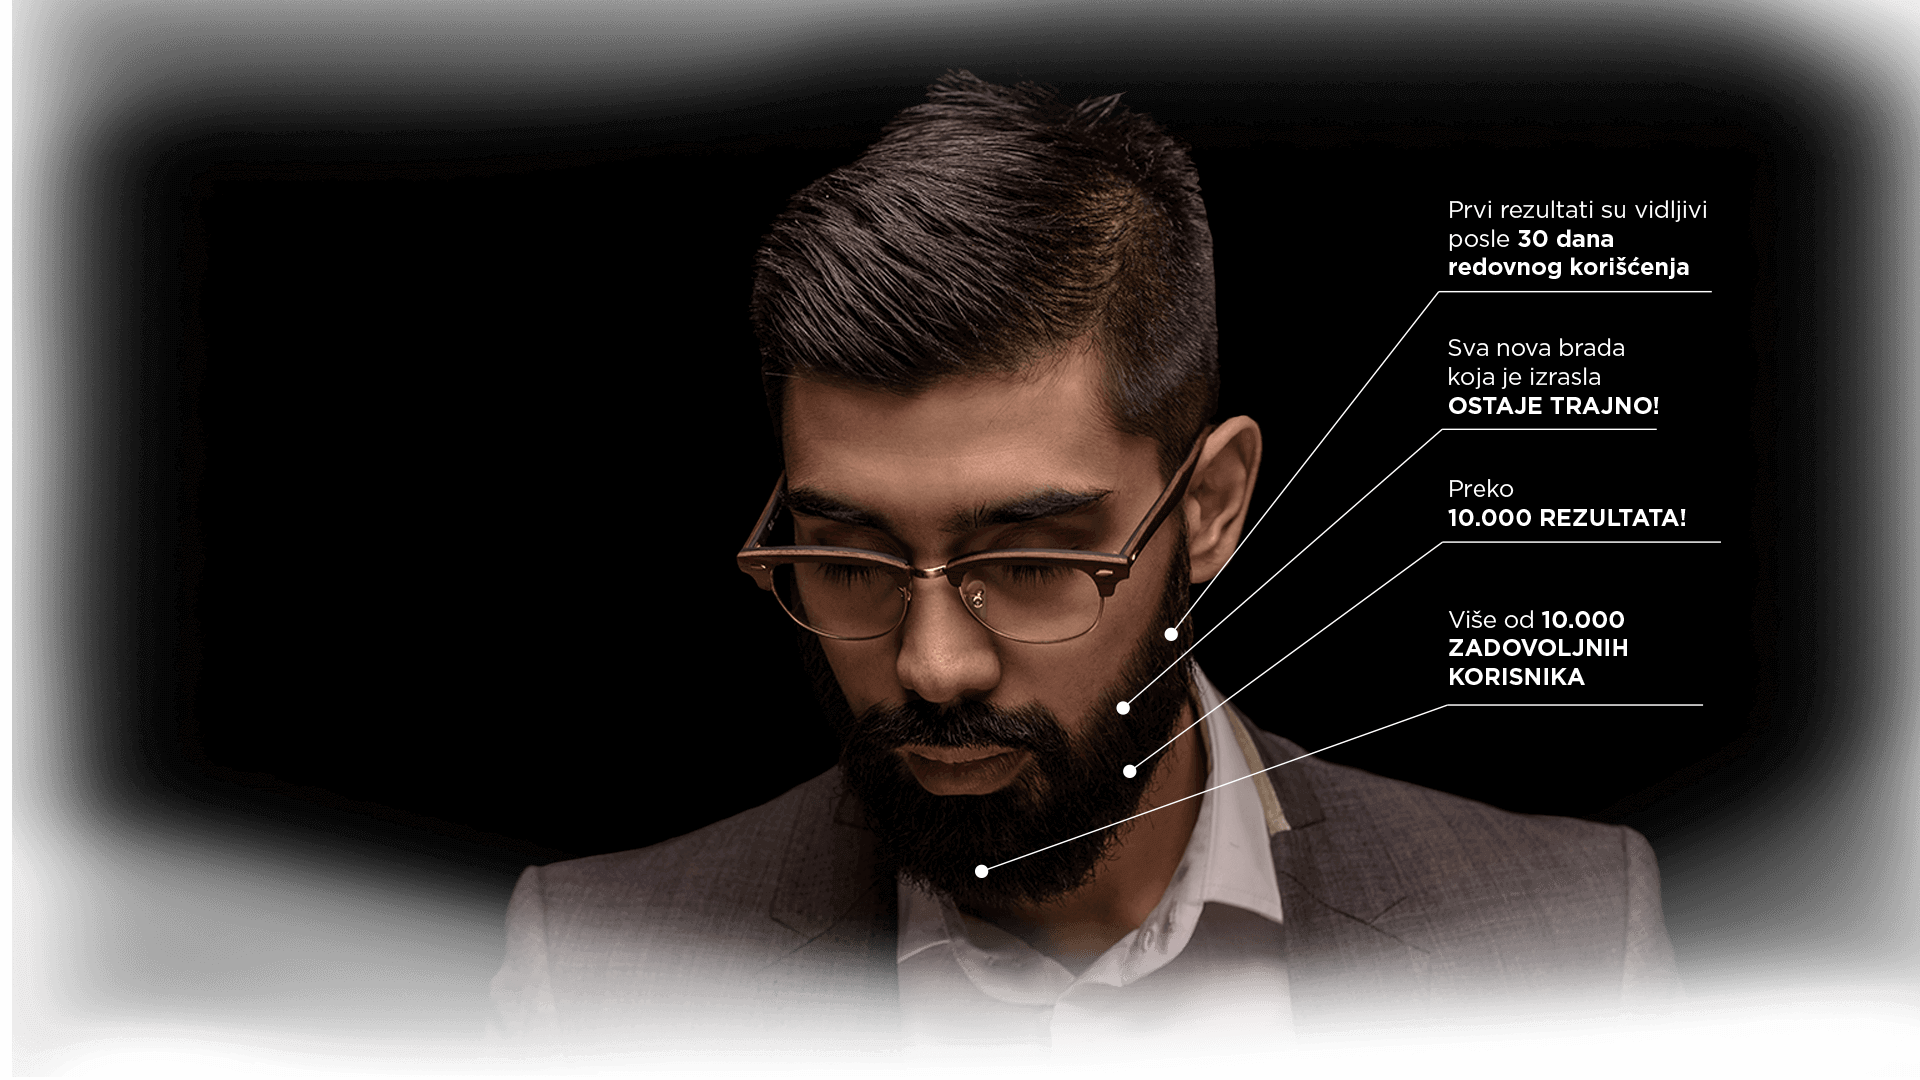 Prvi rezultati su vidljivi
posle 30 dana
redovnog korišćenja
Sva nova brada
koja je izrasla
OSTAJE TRAJNO!
Preko
10.000 REZULTATA!
Više od 10.000
ZADOVOLJNIH
KORISNIKA